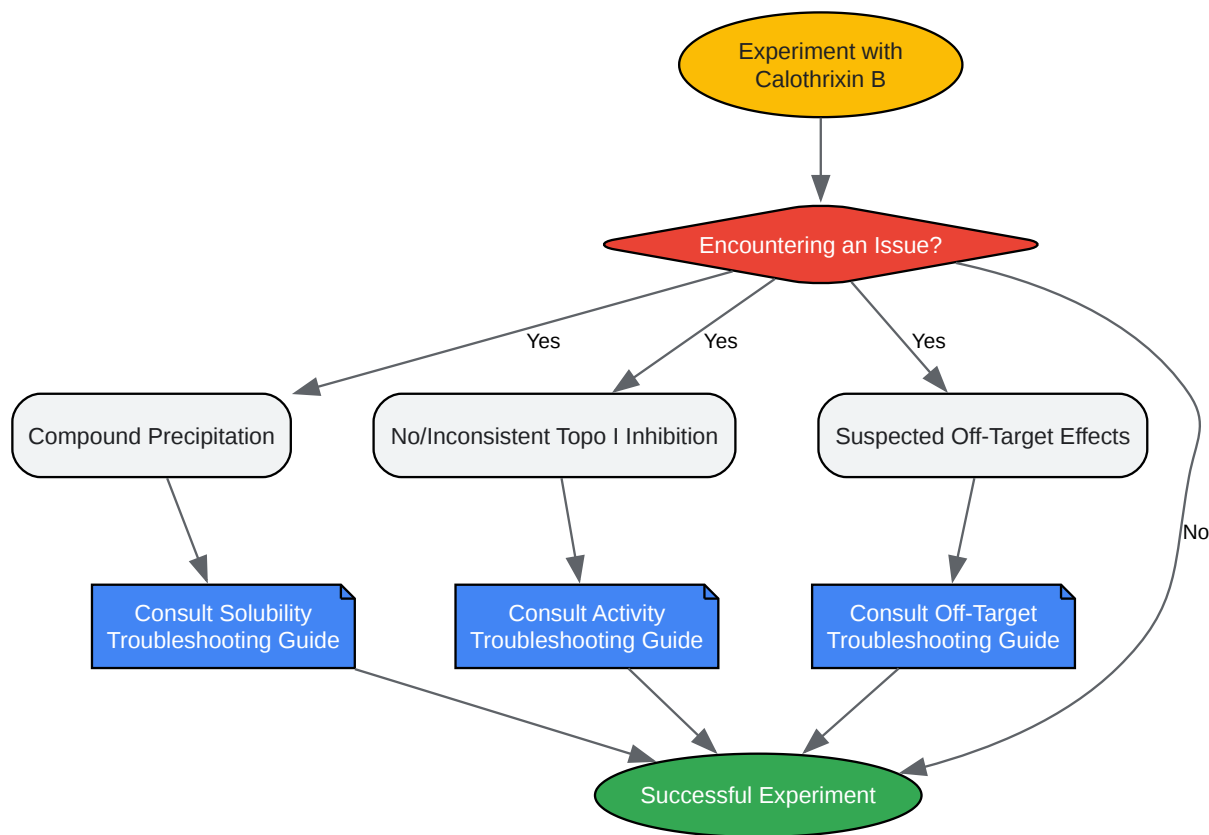 Experiment with
Calothrixin B
Encountering an Issue?
Yes
Yes
Yes
Compound Precipitation
No/Inconsistent Topo I Inhibition
Suspected Off-Target Effects
No
Consult Solubility
Troubleshooting Guide
Consult Activity
Troubleshooting Guide
Consult Off-Target
Troubleshooting Guide
Successful Experiment